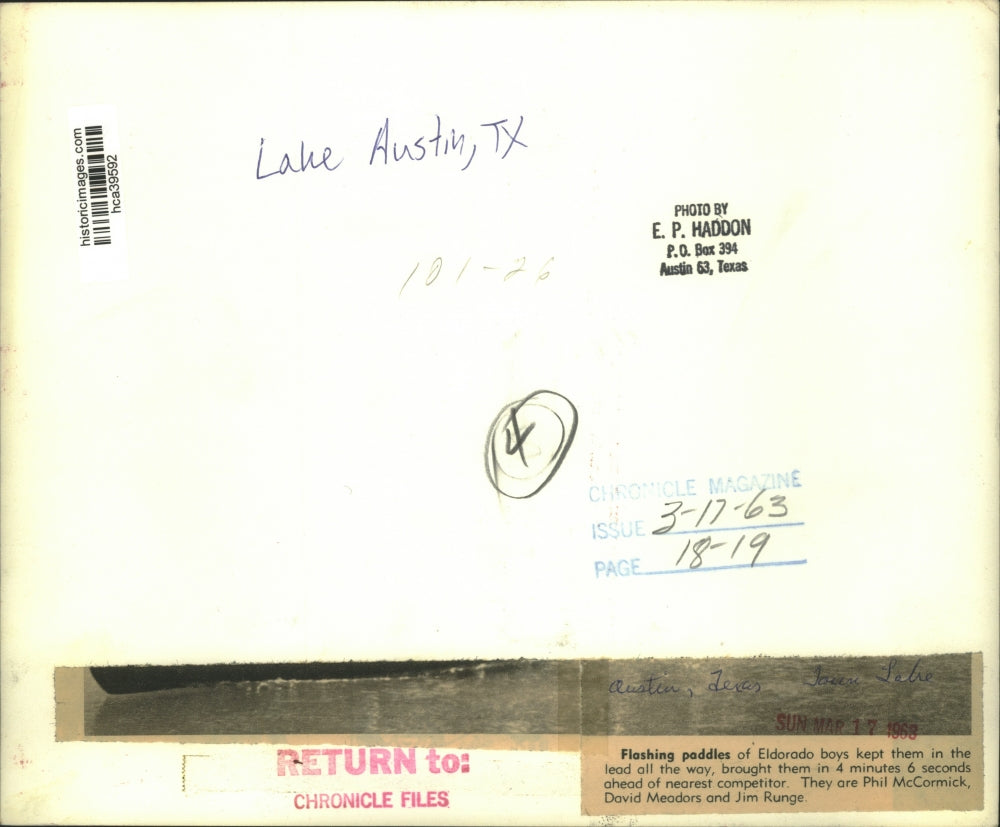 historicimages.com
hca39592
Lake Austin, TX
PHOTO BY
E. P. HADDON
P.O. Box 394
Austin 63, Texas
101-26
4
CHRONICLE MAGAZINE
ISSUE 3-17-63
PAGE 18-19
Austin, Texas Town Lake
SUN MAR 17 1963
Flashing paddles of Eldorado boys kept them in the
lead all the way, brought them in 4 minutes 6 seconds
ahead of nearest competitor. They are Phil McCormick,
David Meadors and Jim Runge.
RETURN to:
CHRONICLE FILES